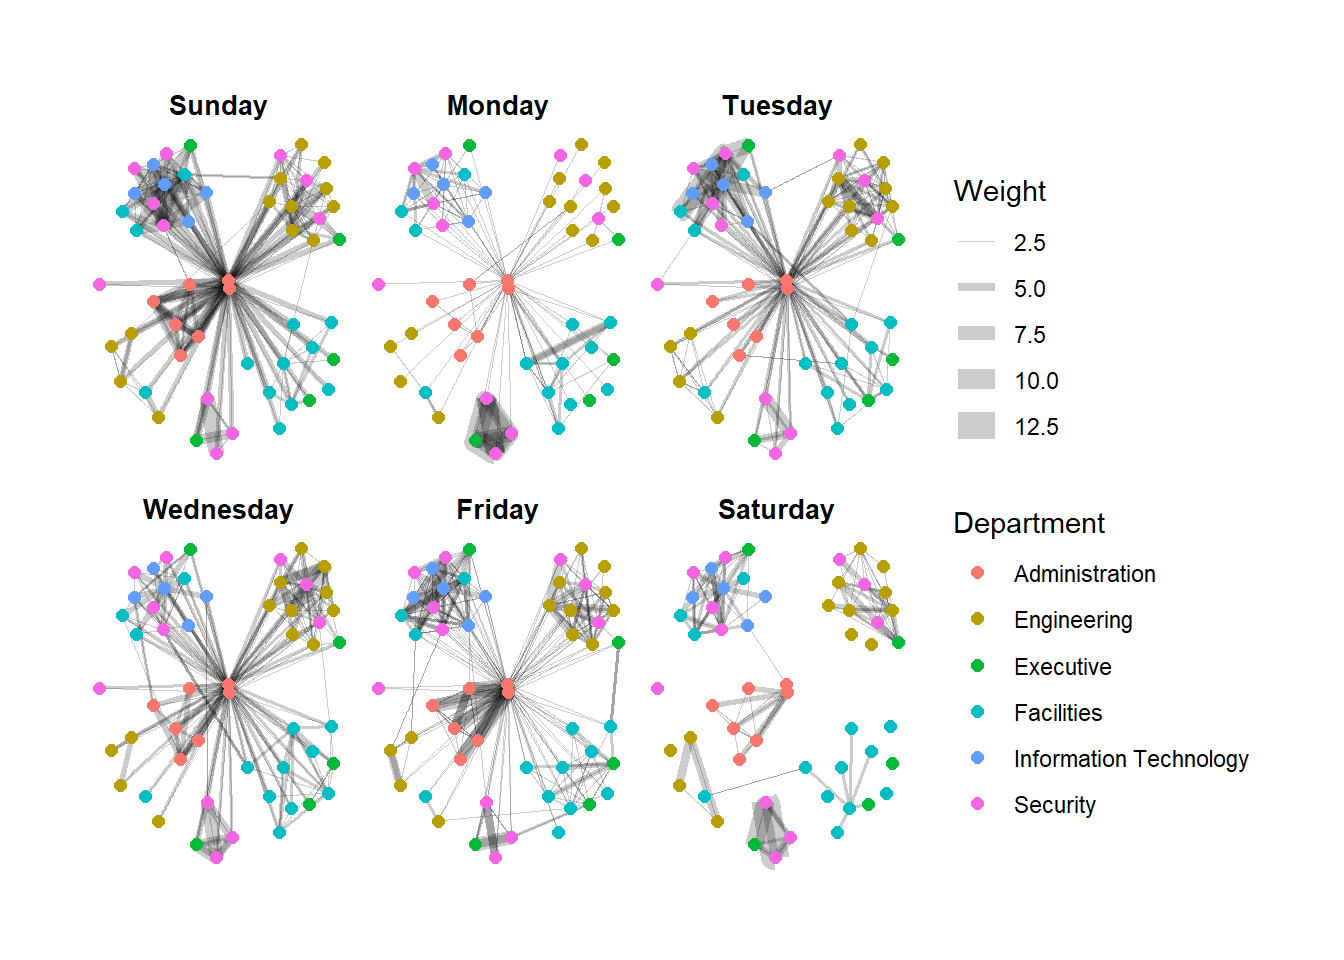 Sunday
Monday
Tuesday
Wednesday
Friday
Saturday
Weight
2.5
5.0
7.5
10.0
12.5
Department
Administration
Engineering
Executive
Facilities
Information Technology
Security